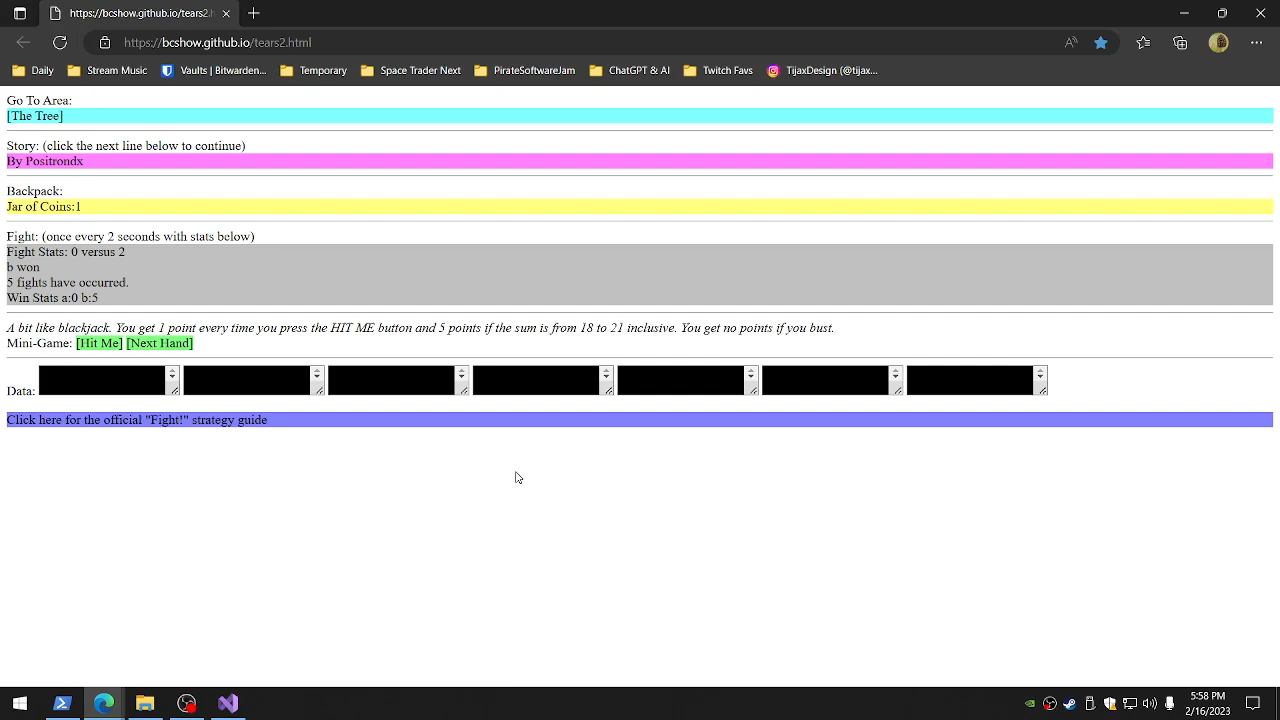 https://bcshow.github.io/tears2.h
https://bcshow.github.io/tears2.html
Daily
Stream Music
Vaults | Bitwarden...
Temporary
Space Trader Next
PirateSoftwareJam
ChatGPT & AI
Twitch Favs
TijaxDesign (@tijax...
Go To Area:
[The Tree]
Story: (click the next line below to continue)
By Positrondx
Backpack:
Jar of Coins:1
Fight: (once every 2 seconds with stats below)
Fight Stats: 0 versus 2
b won
5 fights have occurred.
Win Stats a:0 b:5
A bit like blackjack. You get 1 point every time you press the HIT ME button and 5 points if the sum is from 18 to 21 inclusive. You get no points if you bust.
Mini-Game: [Hit Me] [Next Hand]
Data:
Click here for the official "Fight!" strategy guide
5:58 PM
2/16/2023